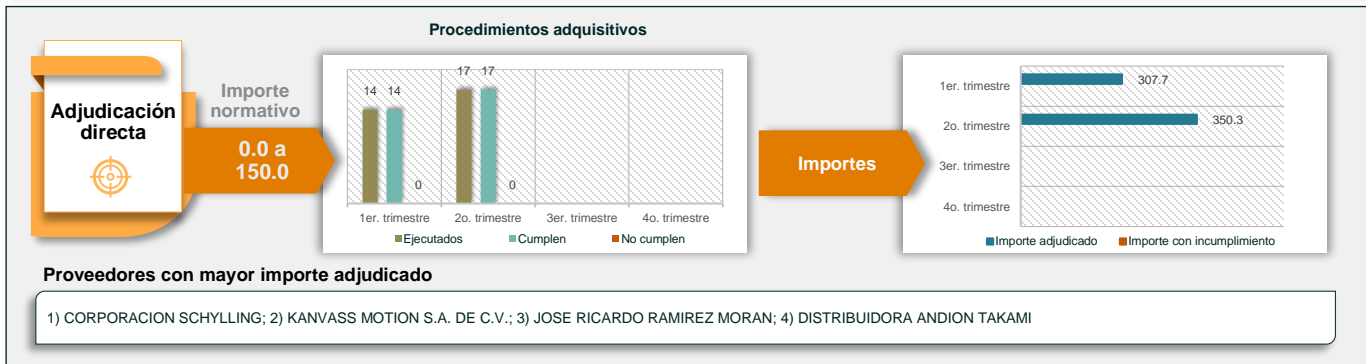 Procedimientos adquisitivos
Adjudicación
directa
Importe
normativo
0.0 a
150.0
14
14
0
17
17
0
1er. trimestre
2o. trimestre
3er. trimestre
4o. trimestre
Ejecutados
Cumplen
No cumplen
Importes
1er. trimestre
307.7
2o. trimestre
350.3
3er. trimestre
4o. trimestre
Importe adjudicado
Importe con incumplimiento
Proveedores con mayor importe adjudicado
1) CORPORACION SCHYLLING; 2) KANVASS MOTION S.A. DE C.V.; 3) JOSE RICARDO RAMIREZ MORAN; 4) DISTRIBUIDORA ANDION TAKAMI